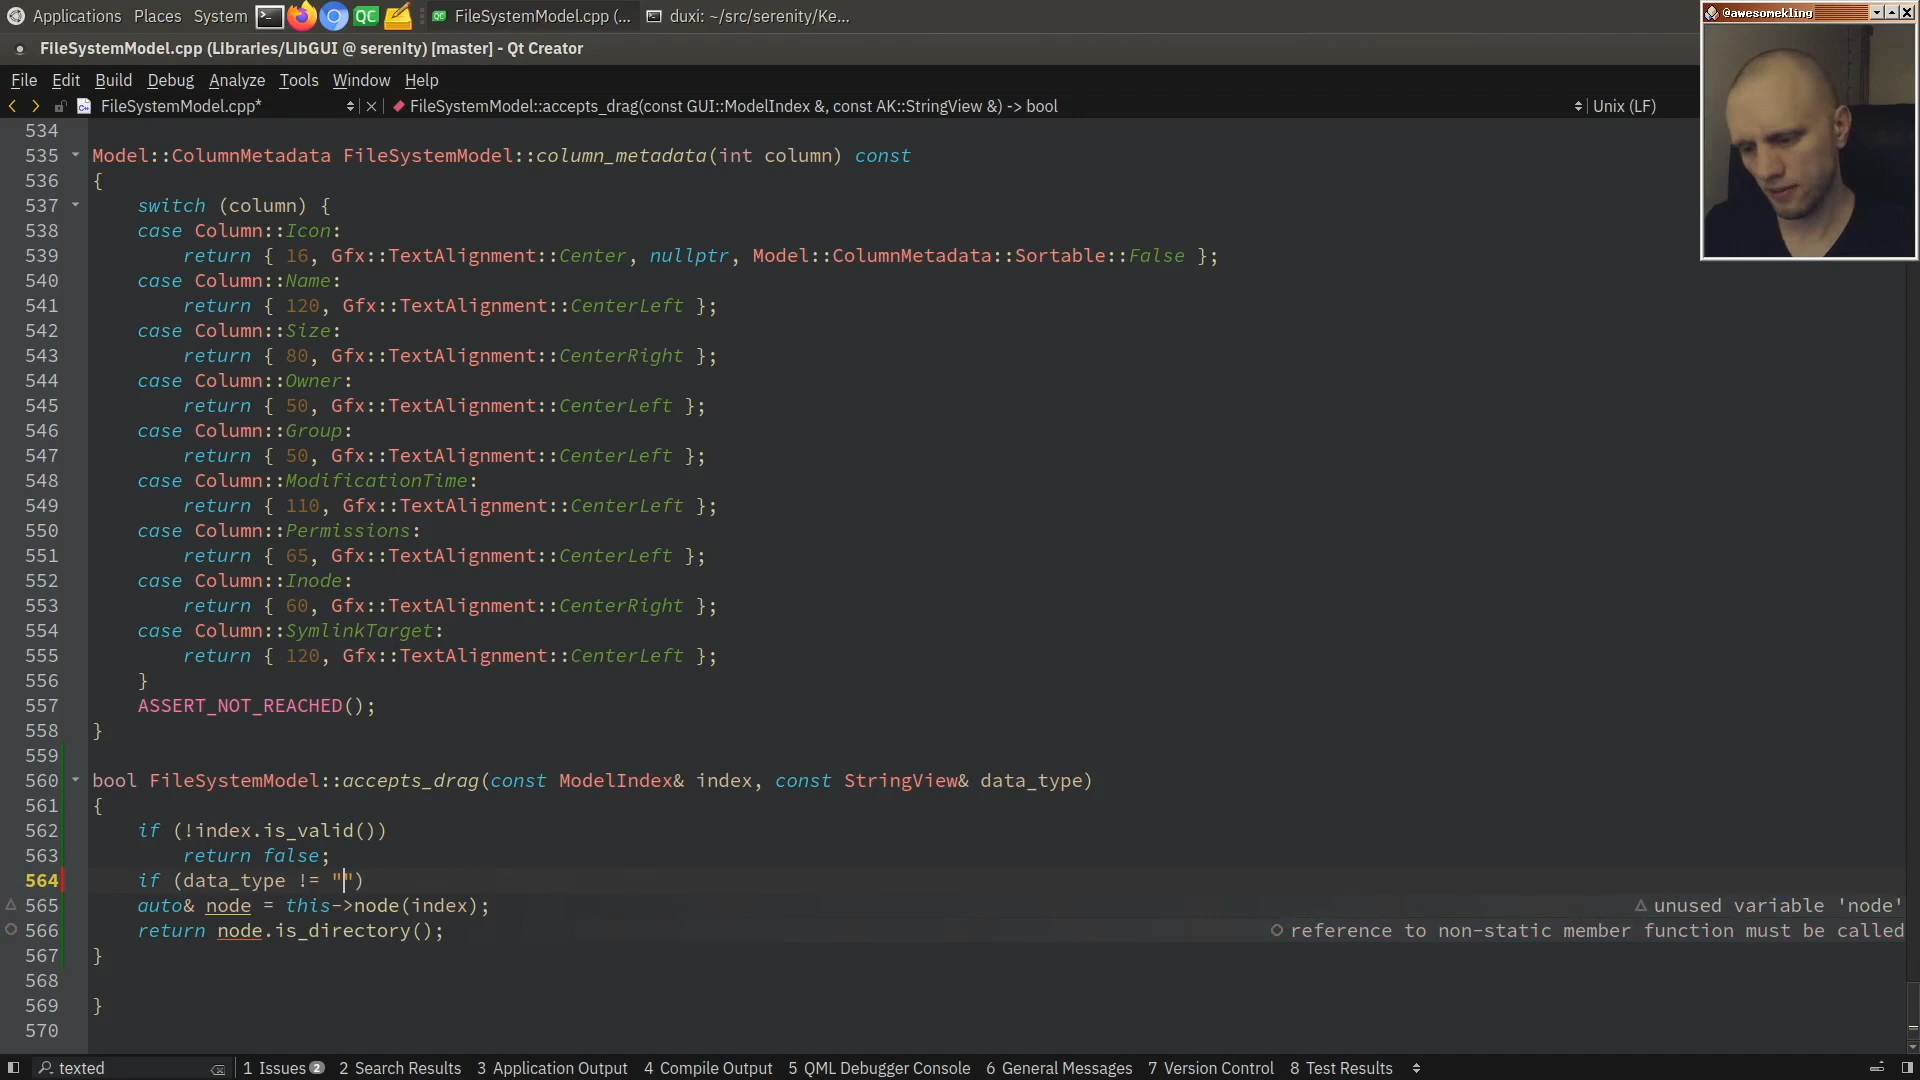 Applications Places System FileSystemModel.cpp (... duxi: ~/src/serenity/Ke...
@awesomekling
FileSystemModel.cpp (Libraries/LibGUI @ serenity) [master] - Qt Creator
File Edit Build Debug Analyze Tools Window Help
FileSystemModel.cpp* FileSystemModel::accepts_drag(const GUI::ModelIndex &, const AK::StringView &) -> bool Unix (LF)
534
535 Model::ColumnMetadata FileSystemModel::column_metadata(int column) const
536 {
537 switch (column) {
538 case Column::Icon:
539 return { 16, Gfx::TextAlignment::Center, nullptr, Model::ColumnMetadata::Sortable::False };
540 case Column::Name:
541 return { 120, Gfx::TextAlignment::CenterLeft };
542 case Column::Size:
543 return { 80, Gfx::TextAlignment::CenterRight };
544 case Column::Owner:
545 return { 50, Gfx::TextAlignment::CenterLeft };
546 case Column::Group:
547 return { 50, Gfx::TextAlignment::CenterLeft };
548 case Column::ModificationTime:
549 return { 110, Gfx::TextAlignment::CenterLeft };
550 case Column::Permissions:
551 return { 65, Gfx::TextAlignment::CenterLeft };
552 case Column::Inode:
553 return { 60, Gfx::TextAlignment::CenterRight };
554 case Column::SymlinkTarget:
555 return { 120, Gfx::TextAlignment::CenterLeft };
556 }
557 ASSERT_NOT_REACHED();
558 }
559
560 bool FileSystemModel::accepts_drag(const ModelIndex& index, const StringView& data_type)
561 {
562 if (!index.is_valid())
563 return false;
564 if (data_type != "")
565 auto& node = this->node(index); unused variable 'node'
566 return node.is_directory(); reference to non-static member function must be called
567 }
568
569 }
570
texted 1 Issues 2 2 Search Results 3 Application Output 4 Compile Output 5 QML Debugger Console 6 General Messages 7 Version Control 8 Test Results